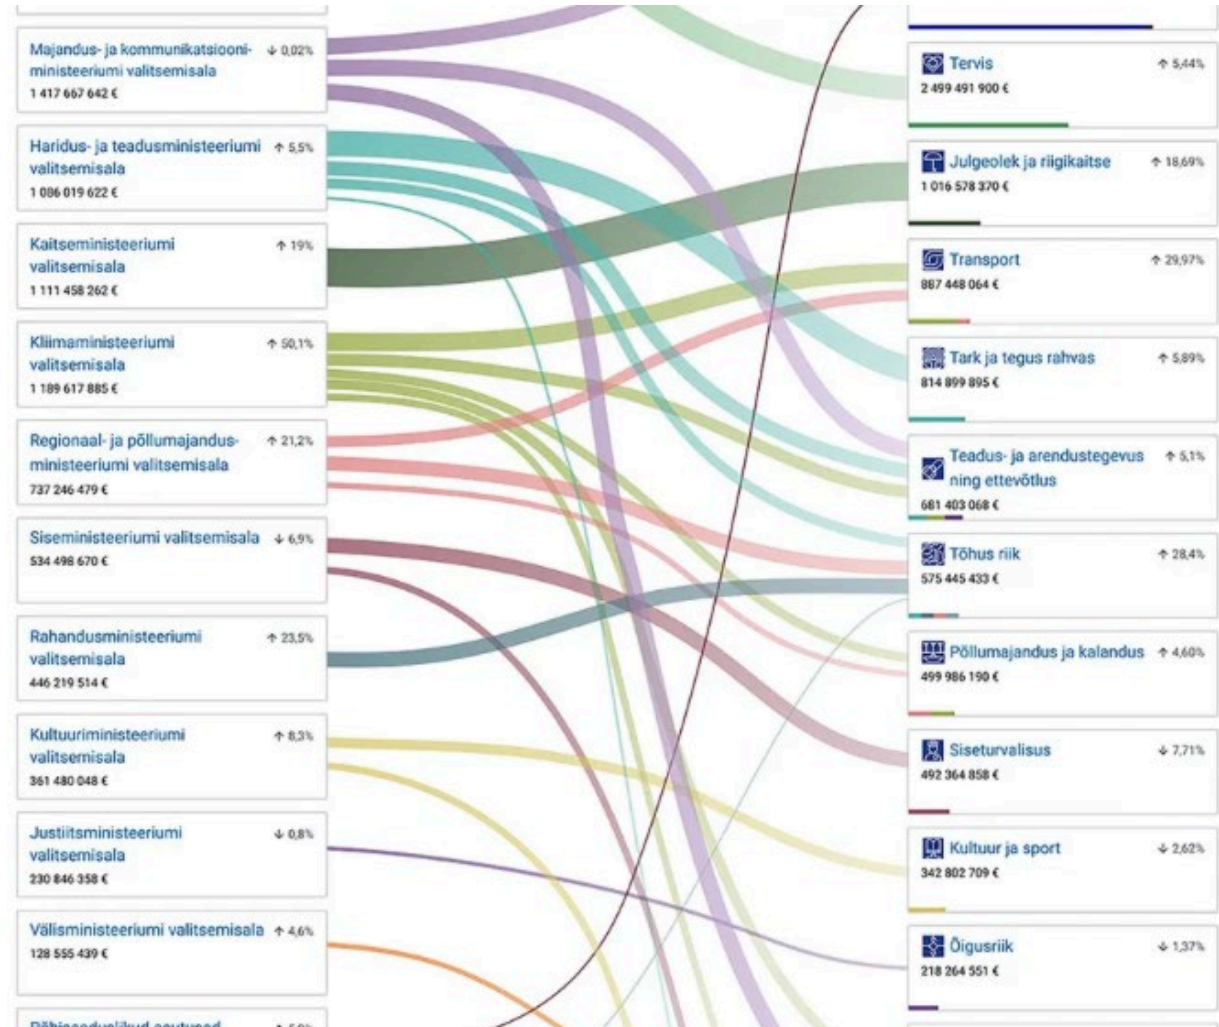 Majandus- ja kommunikatsiooni-
↓ 0,02%
ministeeriumi valitsemisala
1 417 667 642 €
Haridus- ja teadusministeeriumi
↑ 5,5%
valitsemisala
1 086 019 622 €
Kaitseministeeriumi
↑ 19%
valitsemisala
1 111 458 262 €
Kliimaministeeriumi
↑ 50,1%
valitsemisala
1 189 617 885 €
Regionaal- ja põllumajandus-
↑ 21,2%
ministeeriumi valitsemisala
737 246 479 €
Siseministeeriumi valitsemisala
↓ 6,9%
534 498 670 €
Rahandusministeeriumi
↑ 23,5%
valitsemisala
446 219 514 €
Kultuuriministeeriumi
↑ 8,3%
valitsemisala
361 480 048 €
Justiitsministeeriumi
↓ 0,8%
valitsemisala
230 846 358 €
Välisministeeriumi valitsemisala
↑ 4,6%
128 555 439 €
Tervis
↑ 5,44%
2 499 491 900 €
Julgeolek ja riigikaitse
↑ 18,69%
1 016 578 370 €
Transport
↑ 29,97%
887 448 064 €
Tark ja tegus rahvas
↑ 5,89%
814 899 895 €
Teadus- ja arendustegevus
↑ 5,1%
ning ettevõtlus
681 403 068 €
Tõhus riik
↑ 28,4%
575 445 433 €
Põllumajandus ja kalandus
↑ 4,60%
499 986 190 €
Siseturvalisus
↓ 7,71%
492 364 858 €
Kultuur ja sport
↓ 2,62%
342 802 709 €
Õigusriik
↓ 1,37%
218 264 551 €